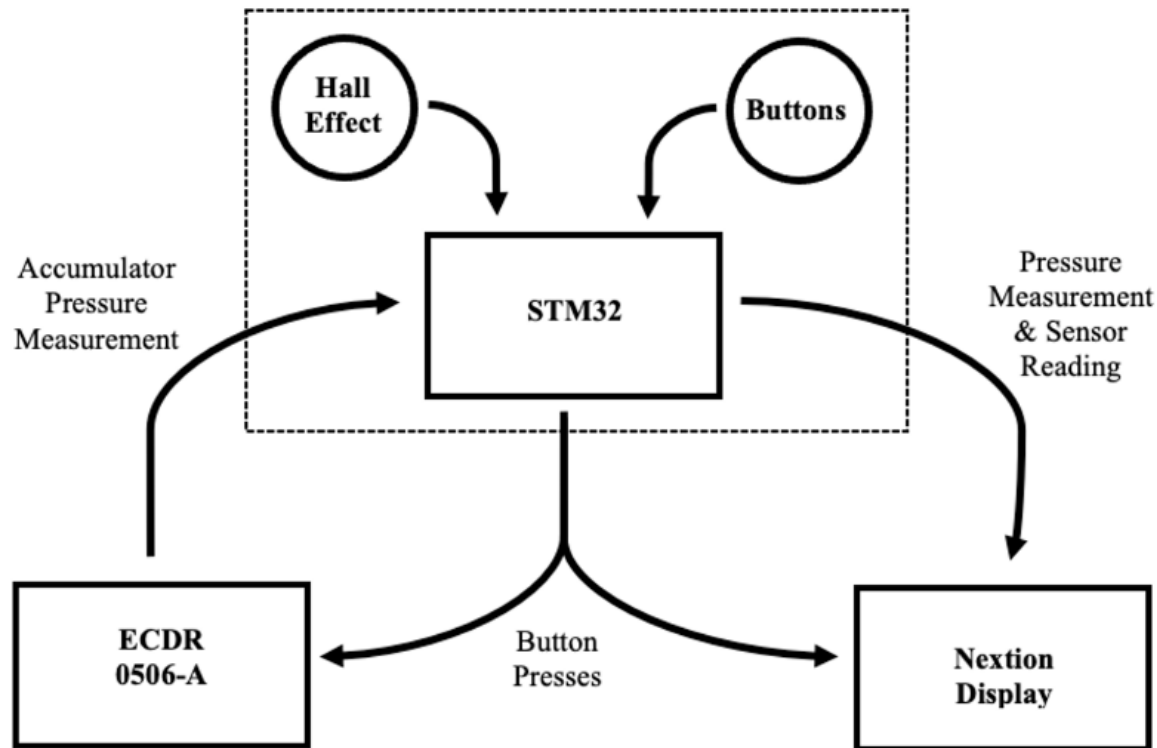 Hall
Effect
Buttons
Accumulator
Pressure
Measurement
STM32
Pressure
Measurement
& Sensor
Reading
ECDR
0506-A
Button
Presses
Nextion
Display